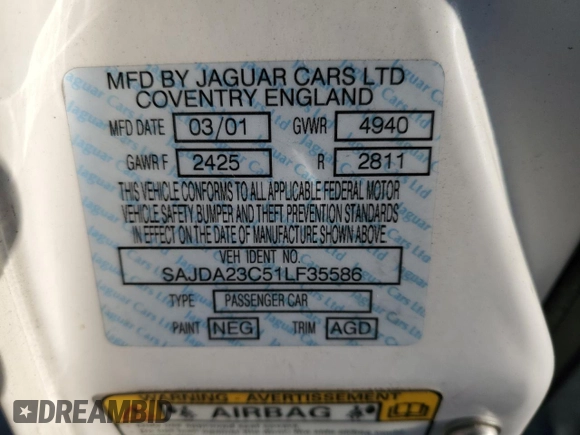 MFD BY JAGUAR CARS LTD
COVENTRY ENGLAND
MFD DATE 03/01 GVWR 4940
GAWR F 2425 R 2811
THIS VEHICLE CONFORMS TO ALL APPLICABLE FEDERAL MOTOR
VEHICLE SAFETY BUMPER AND THEFT PREVENTION STANDARDS
IN EFFECT ON THE DATE OF MANUFACTURE SHOWN ABOVE
VEH IDENT NO.
SAJDA23C51LF35586
TYPE PASSENGER CAR
PAINT NEG TRIM AGD
WARNING - AVERTISSEMENT
AIRBAG
DREAMBID